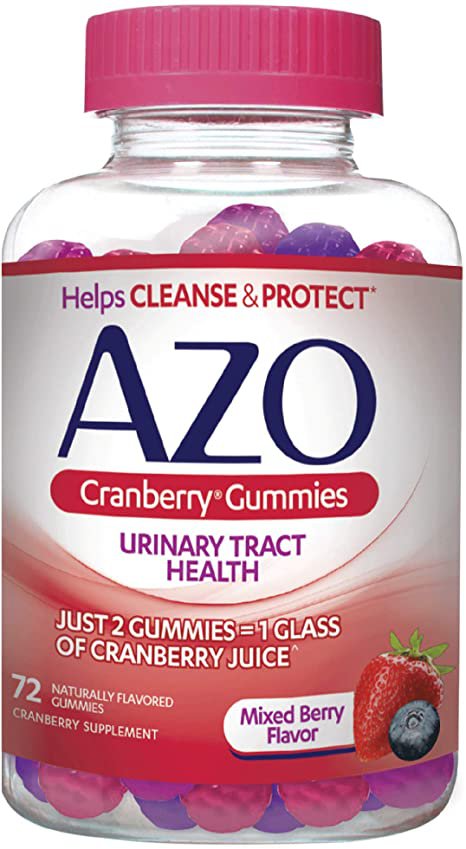 Helps CLEANSE & PROTECT*
AZO
Cranberry® Gummies
URINARY TRACT
HEALTH
JUST 2 GUMMIES = 1 GLASS
OF CRANBERRY JUICE^
72 NATURALLY FLAVORED
GUMMIES
CRANBERRY SUPPLEMENT
Mixed Berry
Flavor